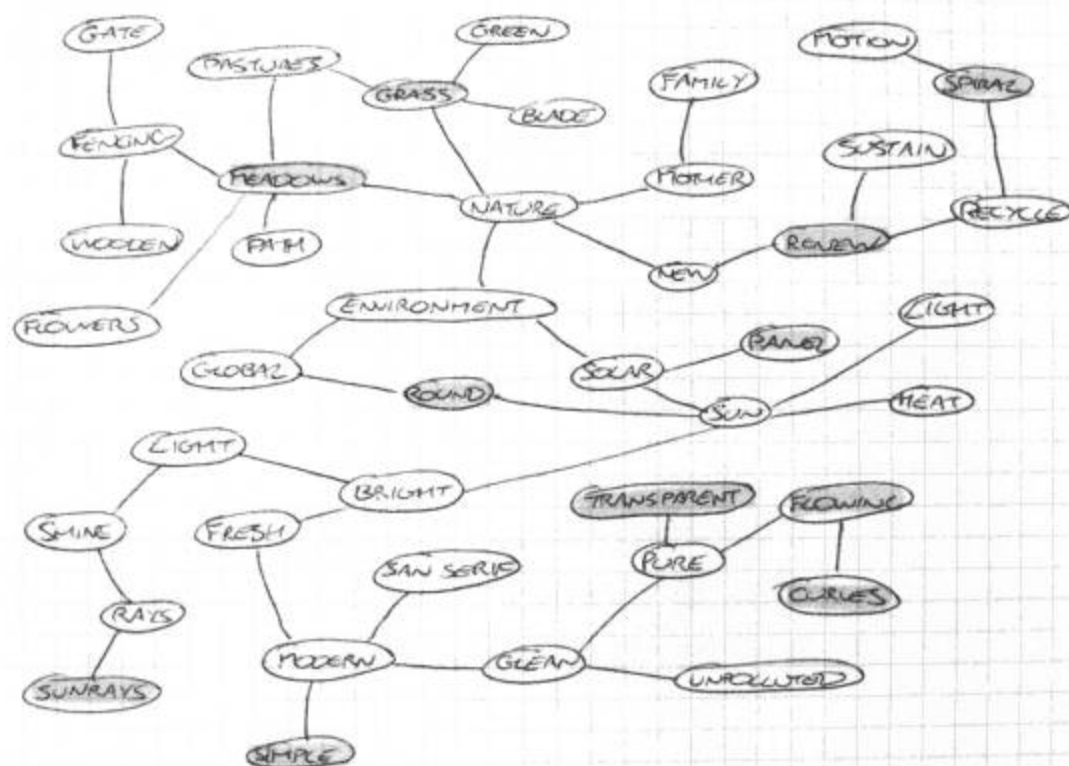 GATE
PASTURES
GREEN
MOTION
FAMILY
SPIRAL
GRASS
BLADE
FENCING
SUSTAIN
MEADOWS
MOTHER
NATURE
RECYCLE
WOODEN
PATH
RENEW
NEW
ENVIRONMENT
LIGHT
FLOWERS
PANEL
GLOBAL
SOLAR
ROUND
HEAT
SUN
LIGHT
BRIGHT
TRANSPARENT
FLOWING
SHINE
FRESH
SAN SERIF
PURE
CURVES
RAYS
MODERN
CLEAN
UNPOLLUTED
SUNRAYS
SIMPLE